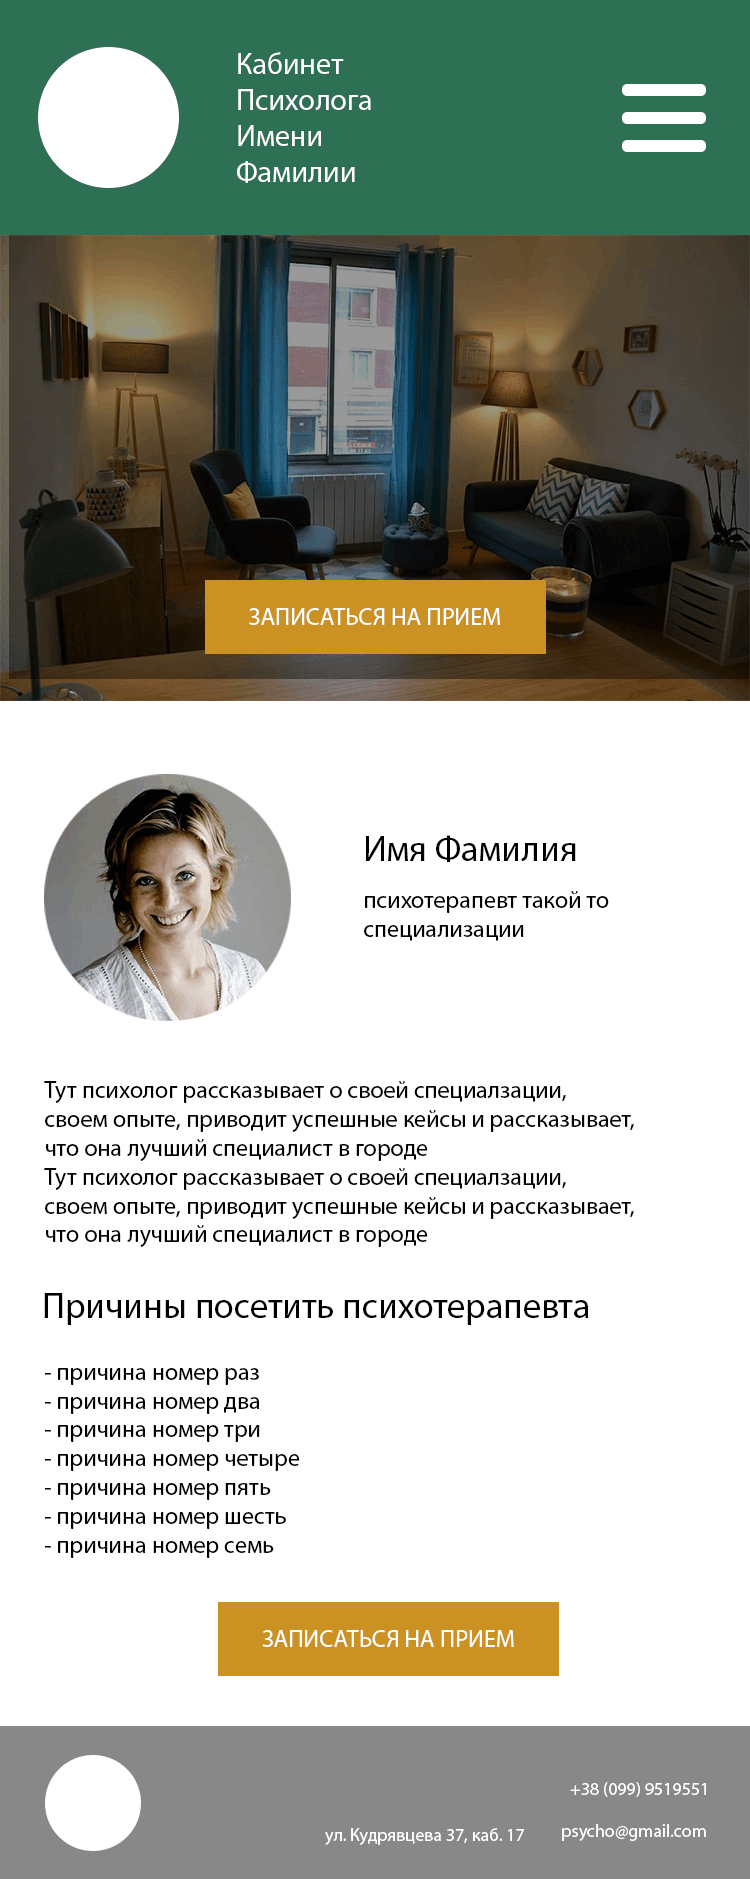 Кабинет
Психолога
Имени
Фамилии
ЗАПИСАТЬСЯ НА ПРИЕМ
Имя Фамилия
психотерапевт такой то
специализации
Тут психолог рассказывает о своей специалзации,
своем опыте, приводит успешные кейсы и рассказывает,
что она лучший специалист в городе
Тут психолог рассказывает о своей специалзации,
своем опыте, приводит успешные кейсы и рассказывает,
что она лучший специалист в городе
Причины посетить психотерапевта
- причина номер раз
- причина номер два
- причина номер три
- причина номер четыре
- причина номер пять
- причина номер шесть
- причина номер семь
ЗАПИСАТЬСЯ НА ПРИЕМ
+38 (099) 9519551
ул. Кудрявцева 37, каб. 17
psycho@gmail.com